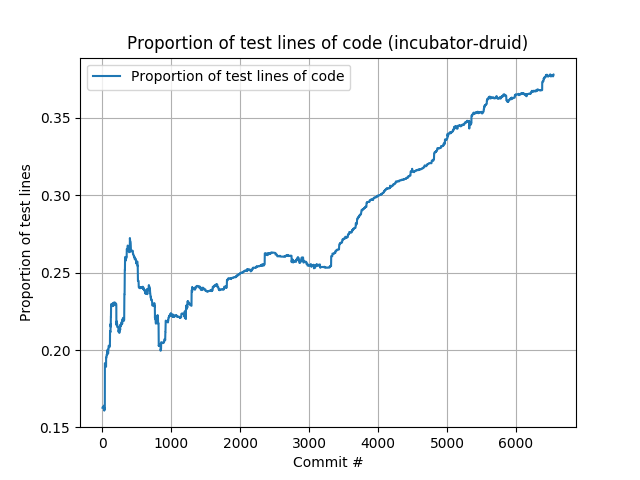 Proportion of test lines of code (incubator-druid)
Proportion of test lines of code
Proportion of test lines
0.35
0.30
0.25
0.20
0.15
0 1000 2000 3000 4000 5000 6000
Commit #